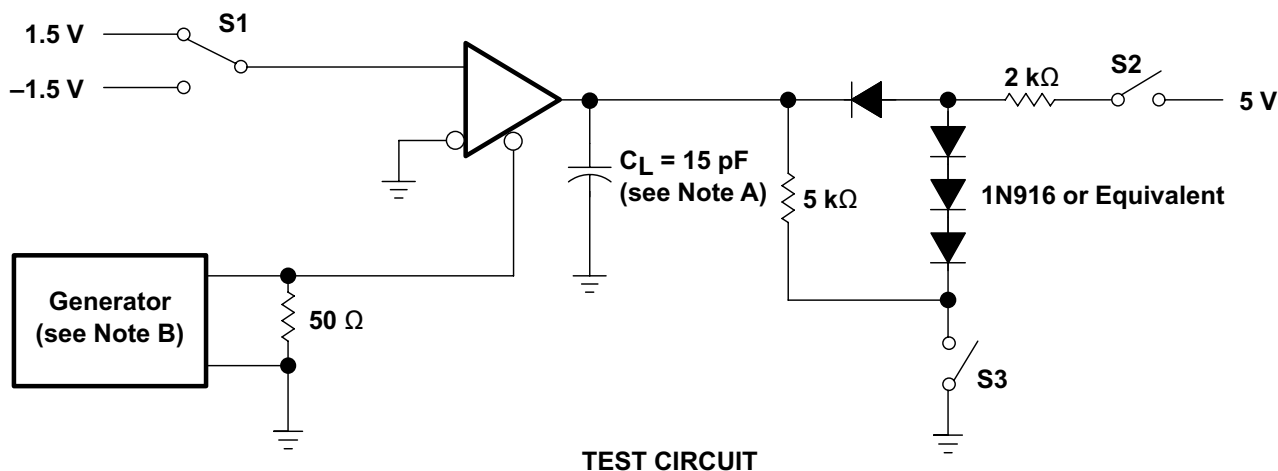 1.5 V
S1
–1.5 V
2 kΩ
S2
5 V
CL = 15 pF
(see Note A)
5 kΩ
1N916 or Equivalent
Generator
(see Note B)
50 Ω
S3
TEST CIRCUIT